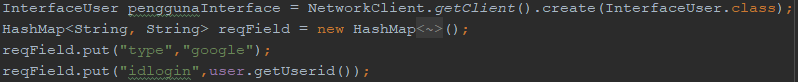 InterfaceUser penggunaInterface = NetworkClient.getClient().create(InterfaceUser.class);
HashMap<String, String> reqField = new HashMap<~>();
reqField.put("type","google");
reqField.put("idlogin",user.getUserid());